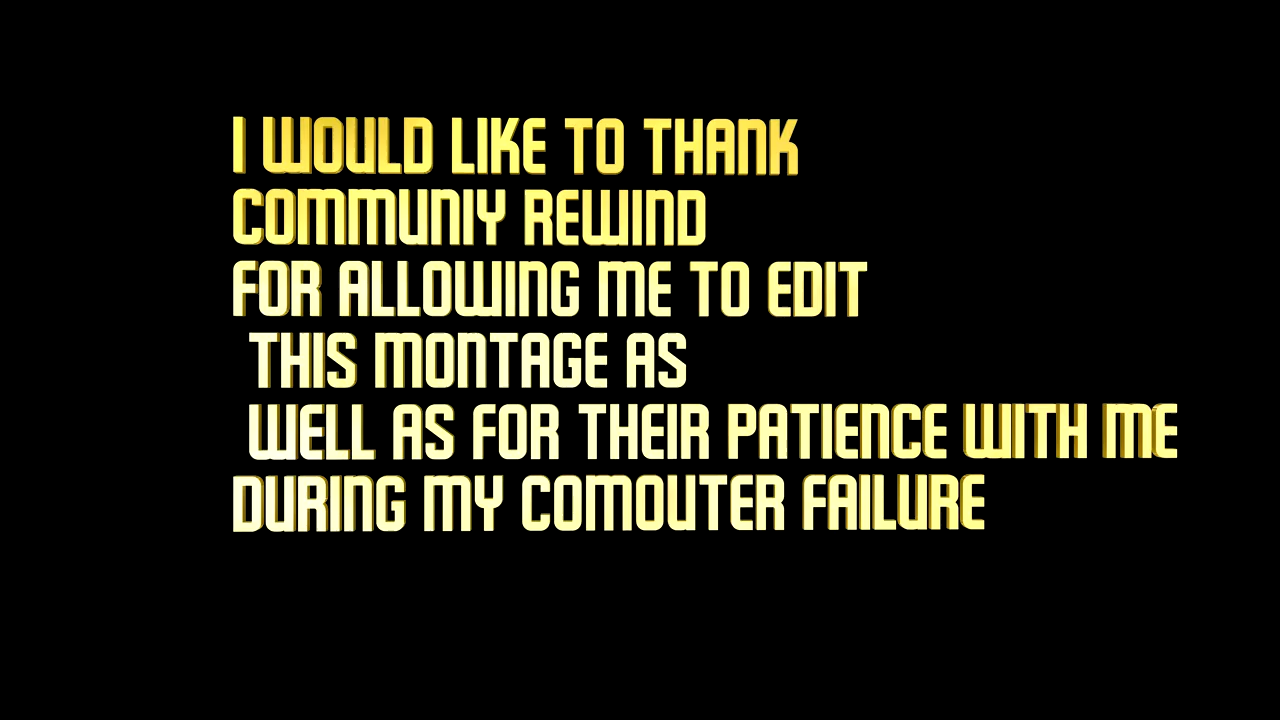 I WOULD LIKE TO THANK
COMMUNIY REWIND
FOR ALLOWING ME TO EDIT
THIS MONTAGE AS
WELL AS FOR THEIR PATIENCE WITH ME
DURING MY COMOUTER FAILURE